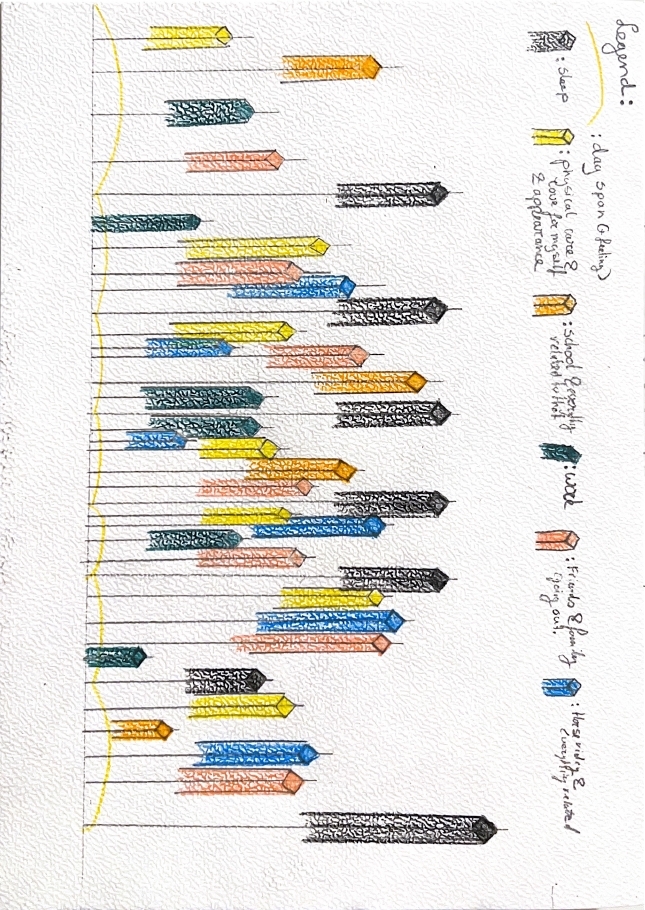 Legend:
: day span (+ feeling)
: sleep
: physical care &
love for myself
& appearance
: school & everything
related to that
: work
: Friends & family
going out.
: Horse riding &
everything related